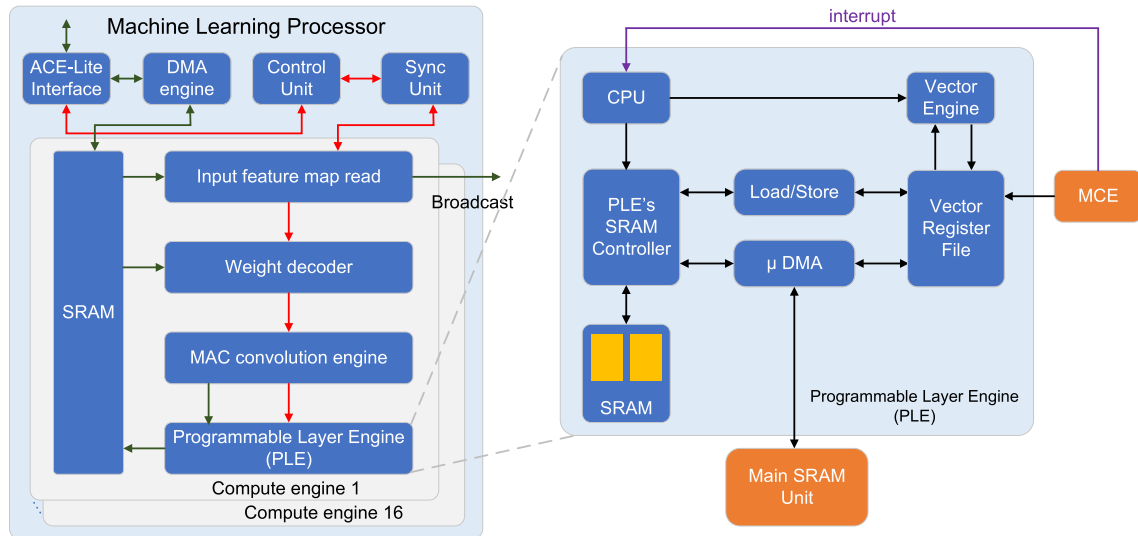 Machine Learning Processor
ACE-Lite
Interface
DMA
engine
Control
Unit
Sync
Unit
SRAM
Input feature map read
Broadcast
Weight decoder
MAC convolution engine
Programmable Layer Engine
(PLE)
Compute engine 1
Compute engine 16
interrupt
CPU
Vector
Engine
PLE's
SRAM
Controller
Load/Store
Vector
Register
File
MCE
μ DMA
SRAM
Programmable Layer Engine
(PLE)
Main SRAM
Unit